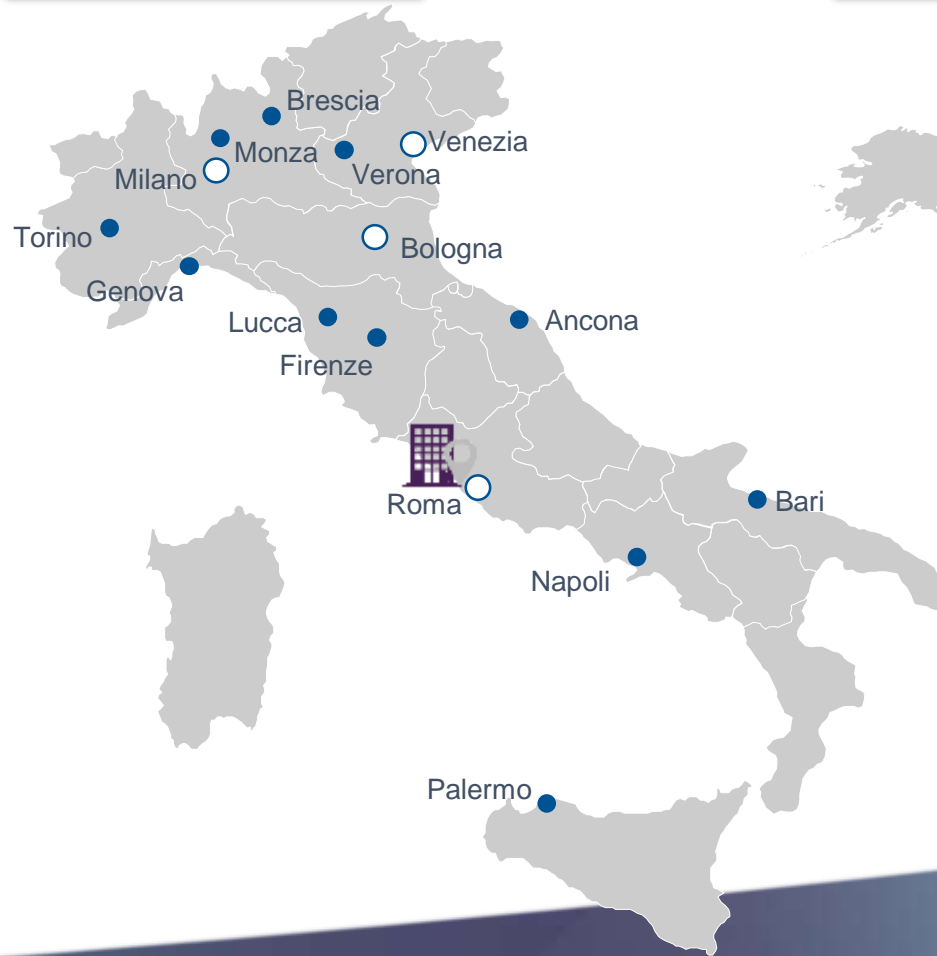 Brescia
Venezia
Monza
Verona
Milano
Torino
Bologna
Genova
Lucca
Ancona
Firenze
Roma
Bari
Napoli
Palermo